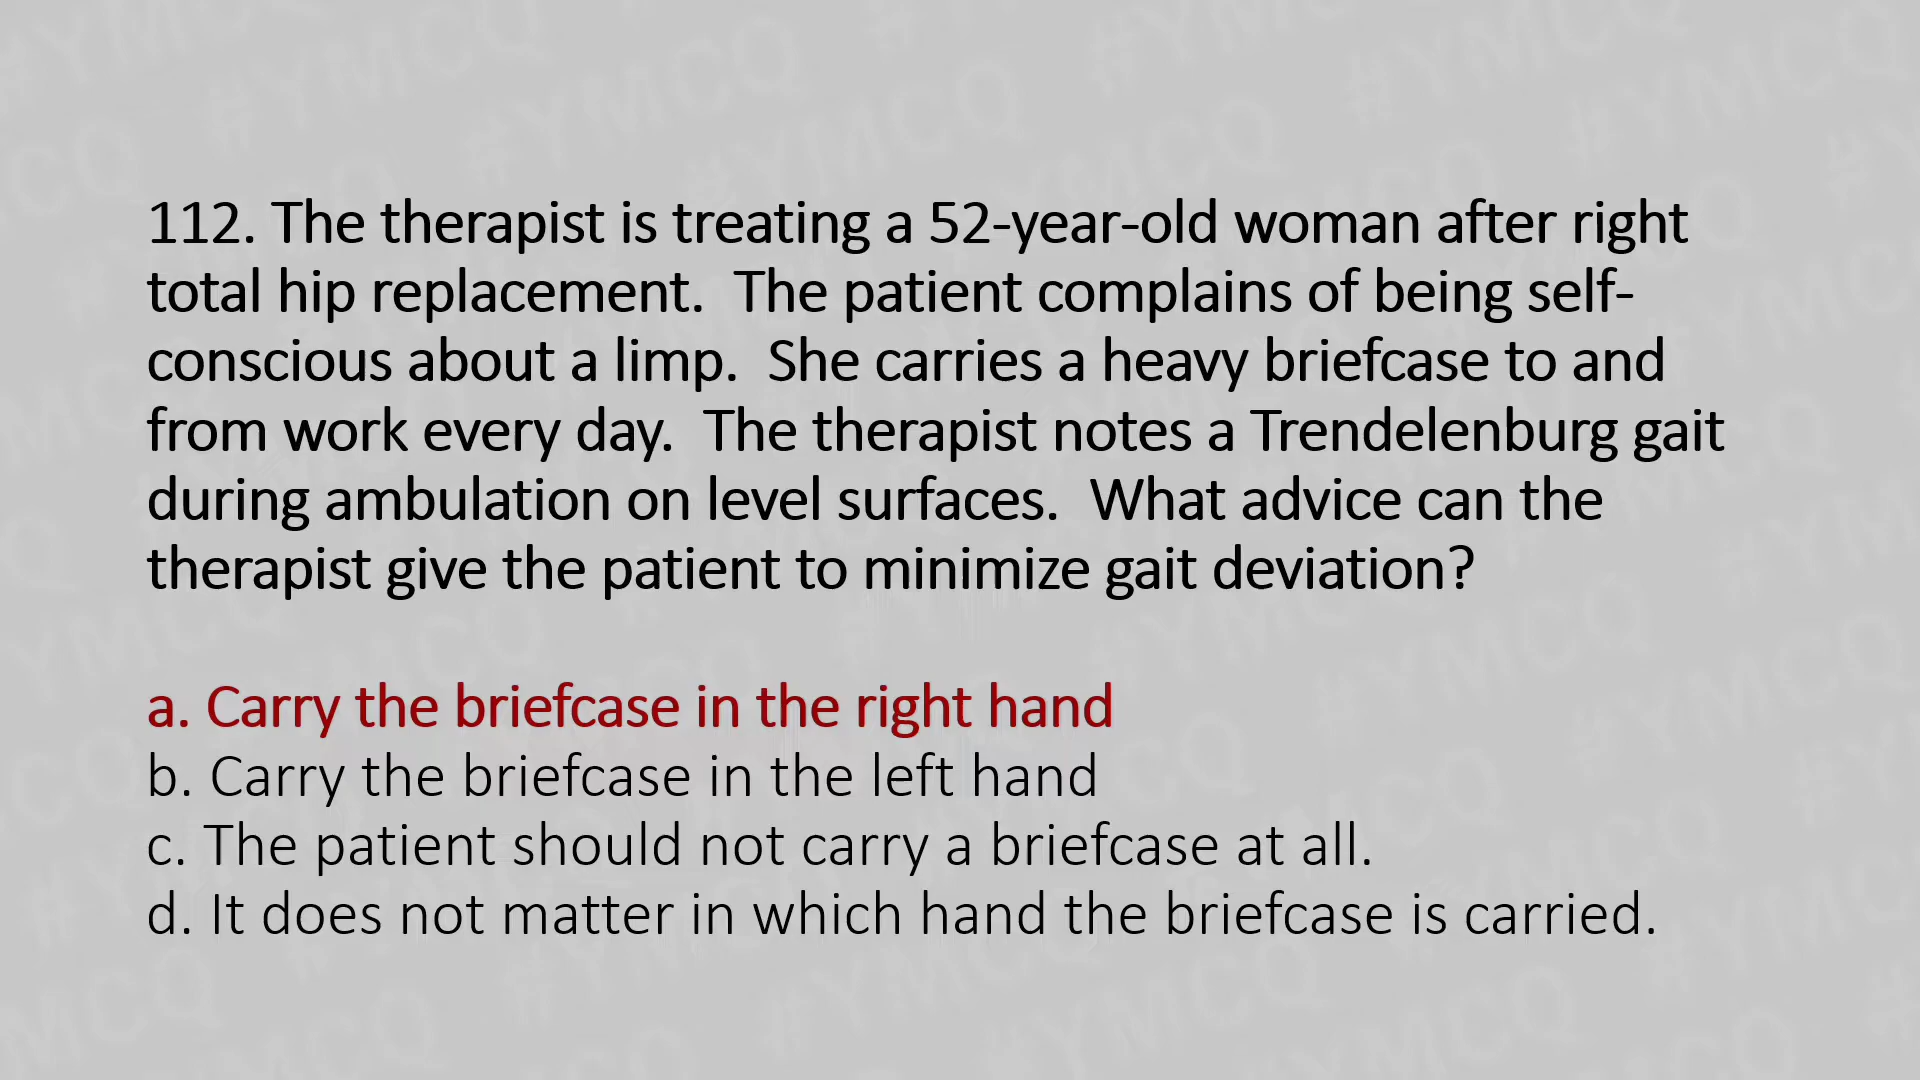 112. The therapist is treating a 52-year-old woman after right
total hip replacement.  The patient complains of being self-
conscious about a limp.  She carries a heavy briefcase to and
from work every day.  The therapist notes a Trendelenburg gait
during ambulation on level surfaces.  What advice can the
therapist give the patient to minimize gait deviation?
a. Carry the briefcase in the right hand
b. Carry the briefcase in the left hand
c. The patient should not carry a briefcase at all.
d. It does not matter in which hand the briefcase is carried.
#YMCQ